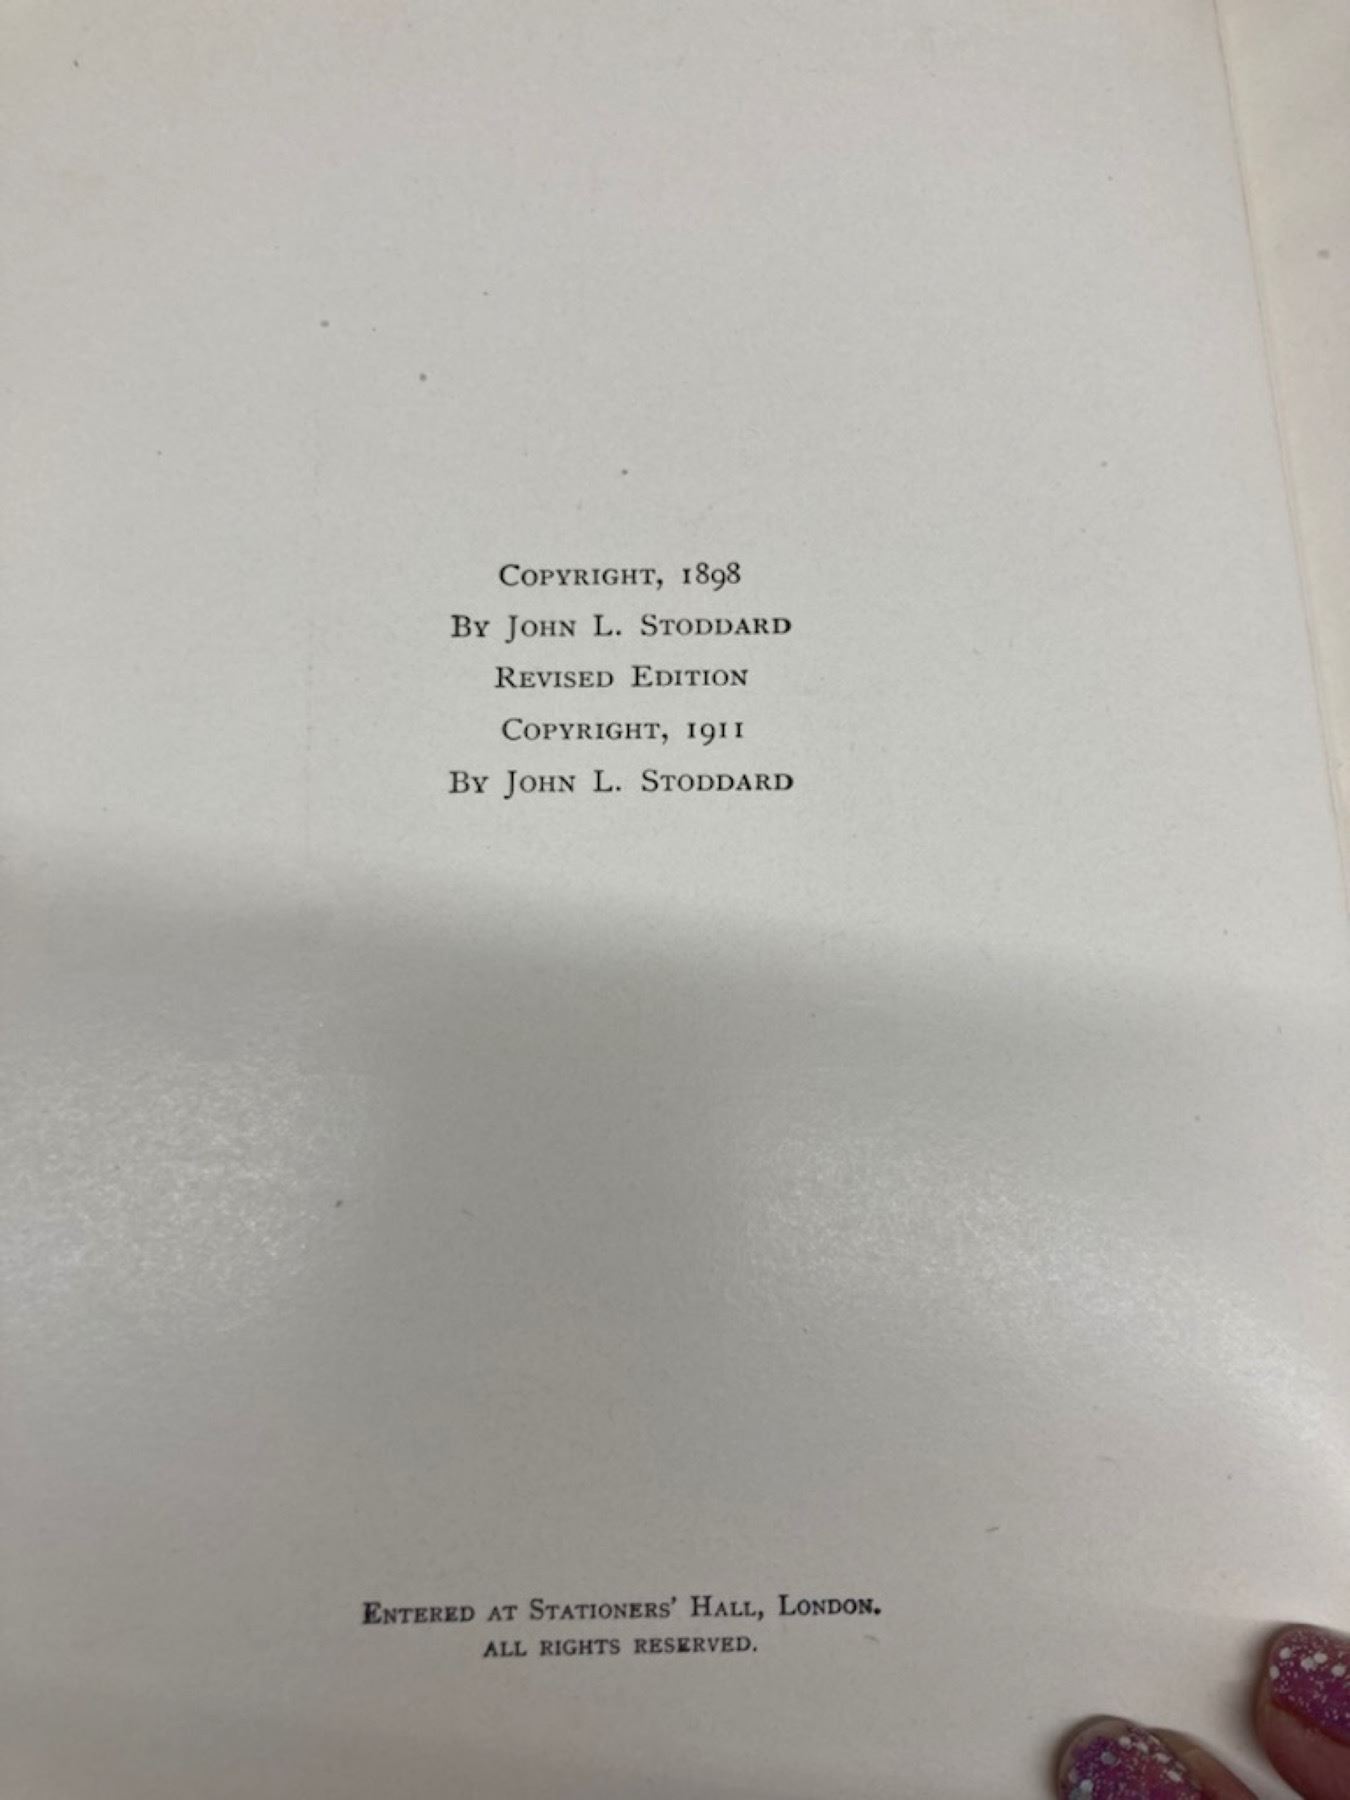 Copyright, 1898
By John L. Stoddard
Revised Edition
Copyright, 1911
By John L. Stoddard
Entered at Stationers' Hall, London.
ALL RIGHTS RESERVED.